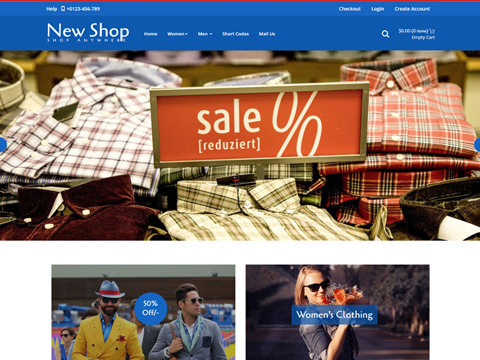 Help +0123-456-789 Checkout Login Create Account
New Shop
SHOP ANYWHERE
Home Women Men Short Codes Mail Us
$0.00 (0 items)
Empty Cart
sale %
[reduziert]
50%
Off/-
Women's Clothing